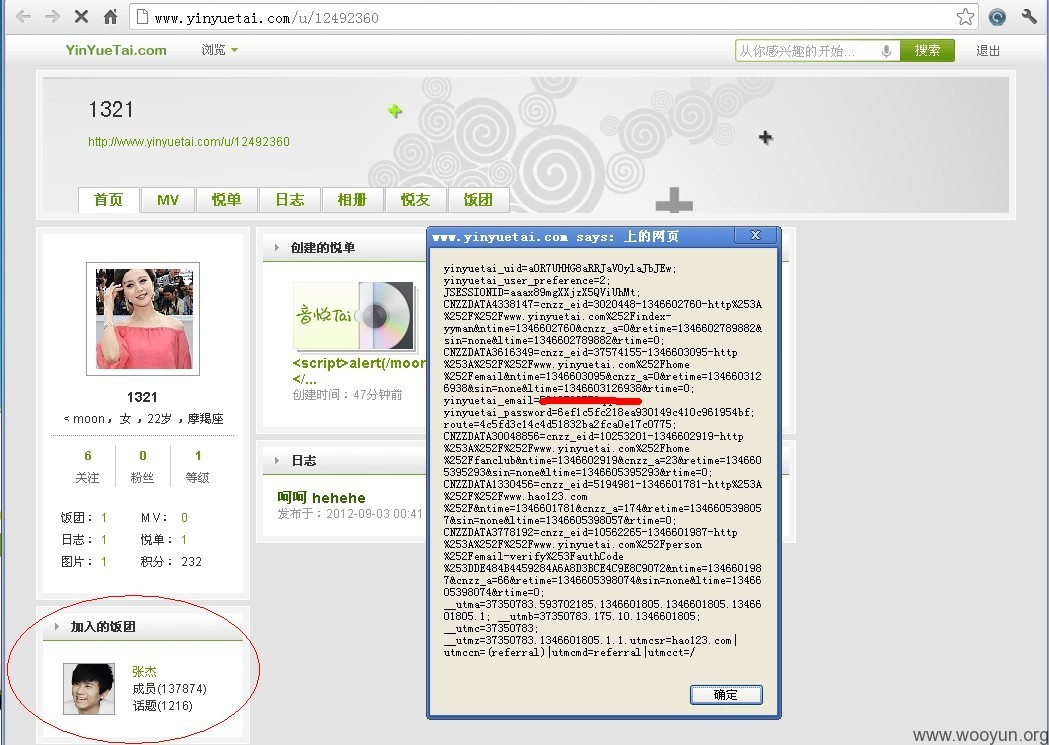 www.yinyuetai.com/u/12492360
YinYueTai.com
浏览
从你感兴趣的开始...
搜索
退出
1321
http://www.yinyuetai.com/u/12492360
首页
MV
悦单
日志
相册
悦友
饭团
1321
< moon，女，22岁，摩羯座
6
0
1
关注
粉丝
等级
饭团： 1
MV： 0
日志： 1
悦单： 1
图片： 1
积分： 232
加入的饭团
张杰
成员(137874)
话题(1216)
创建的悦单
音悦Tai
<script>alert(/moor
</...
创建时间：47分钟前
日志
呵呵 hehehe
发布于：2012-09-03 00:41
www.yinyuetai.com says: 上的网页
yinyuetai_uid=aOR7UHHG8aRRJaVOylaJbJEw;
yinyuetai_user_preference=2;
JSESSIONID=aaax89mgXXjzX5QViUhMt;
CNZZDATA4338147=cnzz_eid=3020448-1346602760-http%253A
%252F%252Fwww.yinyuetai.com%252Findex-
yyman&ntime=1346602760&cnzz_a=0&retime=1346602789882&
sin=none&ltime=1346602789882&rtime=0;
CNZZDATA3616349=cnzz_eid=37574155-1346603095-http
%253A%252F%252Fwww.yinyuetai.com%252Fhome
%252Femail&ntime=1346603095&cnzz_a=0&retime=134660312
6938&sin=none&ltime=1346603126938&rtime=0;
yinyuetai_email=
yinyuetai_password=6ef1c5fc218ea930149c410c961954bf;
route=4c5fd3c14c4d51832ba2fca0e17c0775;
CNZZDATA30048856=cnzz_eid=10253201-1346602919-http
%253A%252F%252Fwww.yinyuetai.com%252Fhome
%252Ffanclub&ntime=1346602919&cnzz_a=23&retime=134660
5395293&sin=none&ltime=1346605395293&rtime=0;
CNZZDATA1330456=cnzz_eid=5194981-1346601781-http%253A
%252F%252Fwww.hao123.com
%252F&ntime=1346601781&cnzz_a=174&retime=134660539805
7&sin=none&ltime=1346605398057&rtime=0;
CNZZDATA3778192=cnzz_eid=10562265-1346601987-http
%253A%252F%252Fwww.yinyuetai.com%252Fperson
%252Femail-verify%253FauthCode
%253DDE484B4459284A6A8D3BCE4C9E8C9072&ntime=134660198
7&cnzz_a=66&retime=1346605398074&sin=none&ltime=13466
05398074&rtime=0;
__utma=37350783.593702185.1346601805.1346601805.13466
01805.1; __utmb=37350783.175.10.1346601805;
__utmc=37350783;
__utmz=37350783.1346601805.1.1.utmcsr=hao123.com|
utmccn=(referral)|utmcmd=referral|utmcct=/
确定
www.wooyun.org